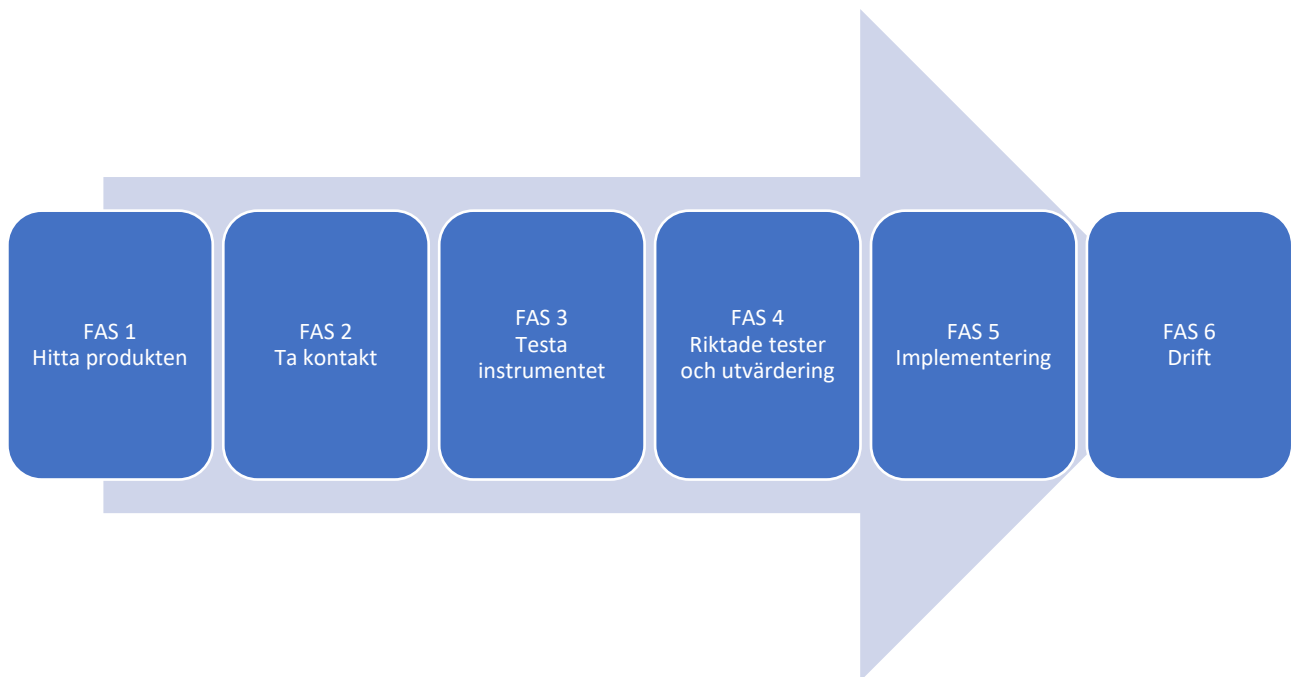 FAS 1
Hitta produkten
FAS 2
Ta kontakt
FAS 3
Testa
instrumentet
FAS 4
Riktade tester
och utvärdering
FAS 5
Implementering
FAS 6
Drift